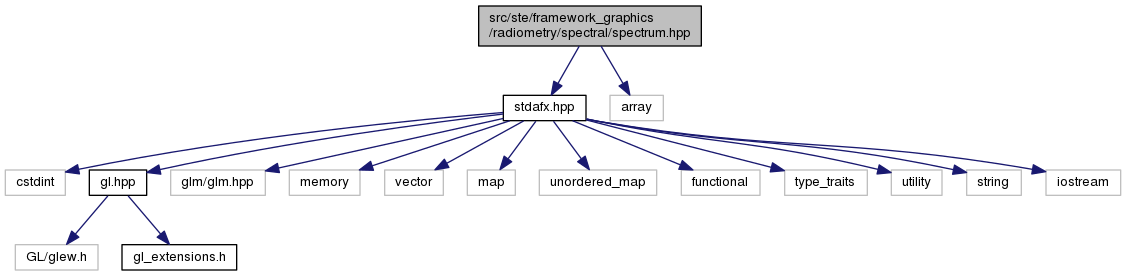 src/ste/framework_graphics
/radiometry/spectral/spectrum.hpp
stdafx.hpp
array
cstdint
gl.hpp
glm/glm.hpp
memory
vector
map
unordered_map
functional
type_traits
utility
string
iostream
GL/glew.h
gl_extensions.h